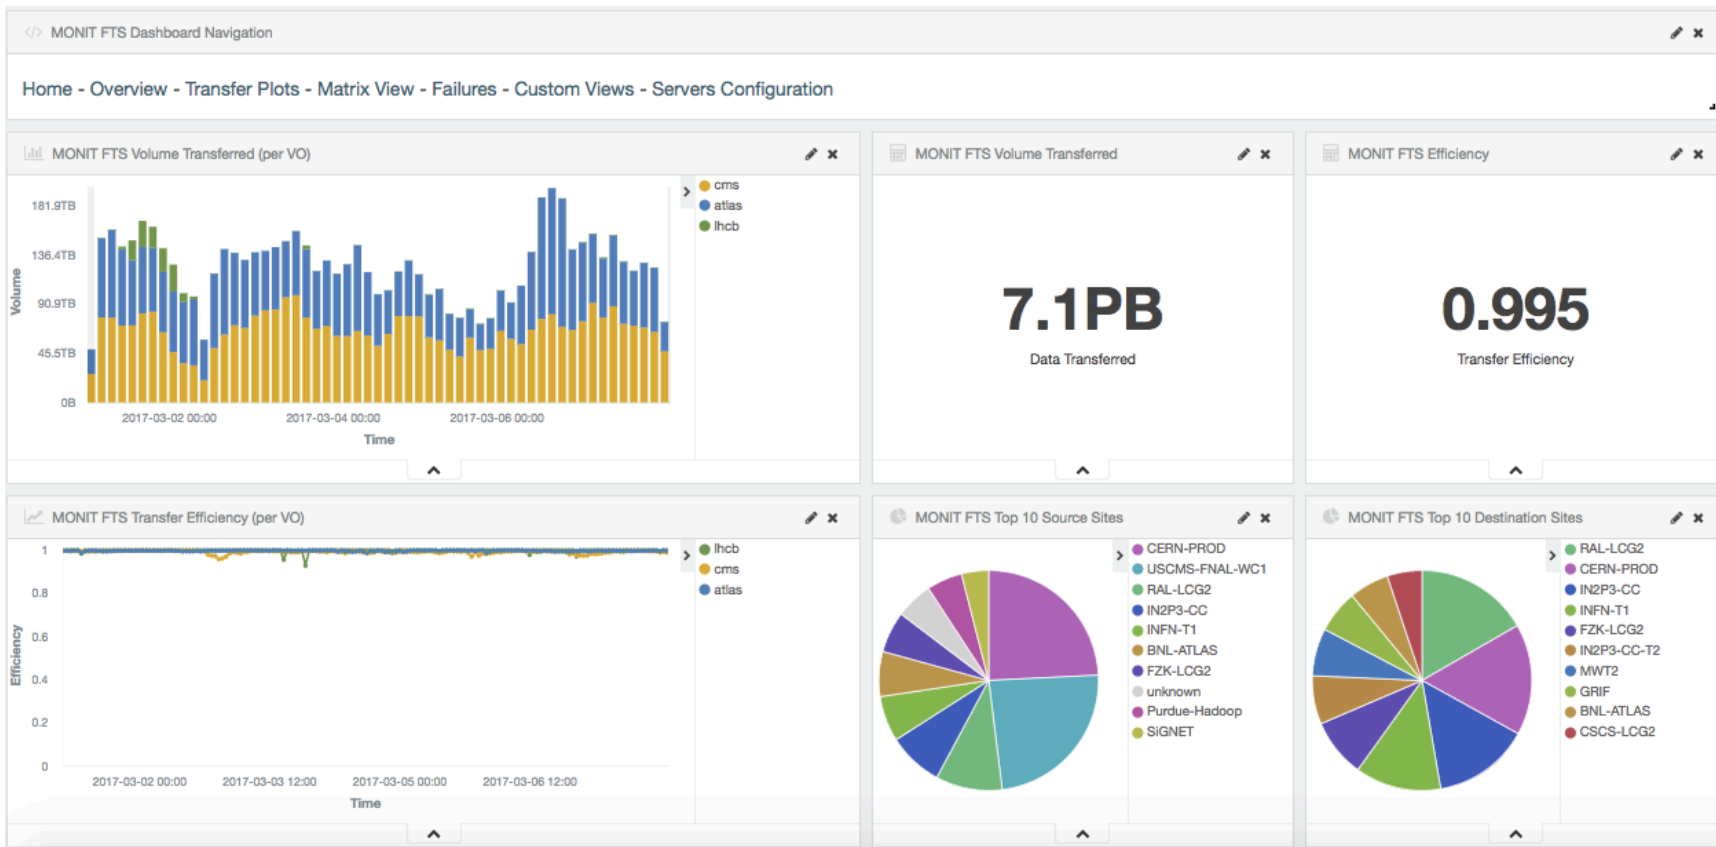 MONIT FTS Dashboard Navigation
Home - Overview - Transfer Plots - Matrix View - Failures - Custom Views - Servers Configuration
MONIT FTS Volume Transferred (per VO)
181.9TB
136.4TB
90.9TB
45.5TB
0B
Volume
2017-03-02 00:00 2017-03-04 00:00 2017-03-06 00:00
Time
cms
atlas
lhcb
MONIT FTS Volume Transferred
7.1PB
Data Transferred
MONIT FTS Efficiency
0.995
Transfer Efficiency
MONIT FTS Transfer Efficiency (per VO)
1
0.8
0.6
0.4
0.2
0
Efficiency
2017-03-02 00:00 2017-03-03 12:00 2017-03-05 00:00 2017-03-06 12:00
Time
lhcb
cms
atlas
MONIT FTS Top 10 Source Sites
CERN-PROD
USCMS-FNAL-WC1
RAL-LCG2
IN2P3-CC
INFN-T1
BNL-ATLAS
FZK-LCG2
unknown
Purdue-Hadoop
SiGNET
MONIT FTS Top 10 Destination Sites
RAL-LCG2
CERN-PROD
IN2P3-CC
INFN-T1
FZK-LCG2
IN2P3-CC-T2
MWT2
GRIF
BNL-ATLAS
CSCS-LCG2